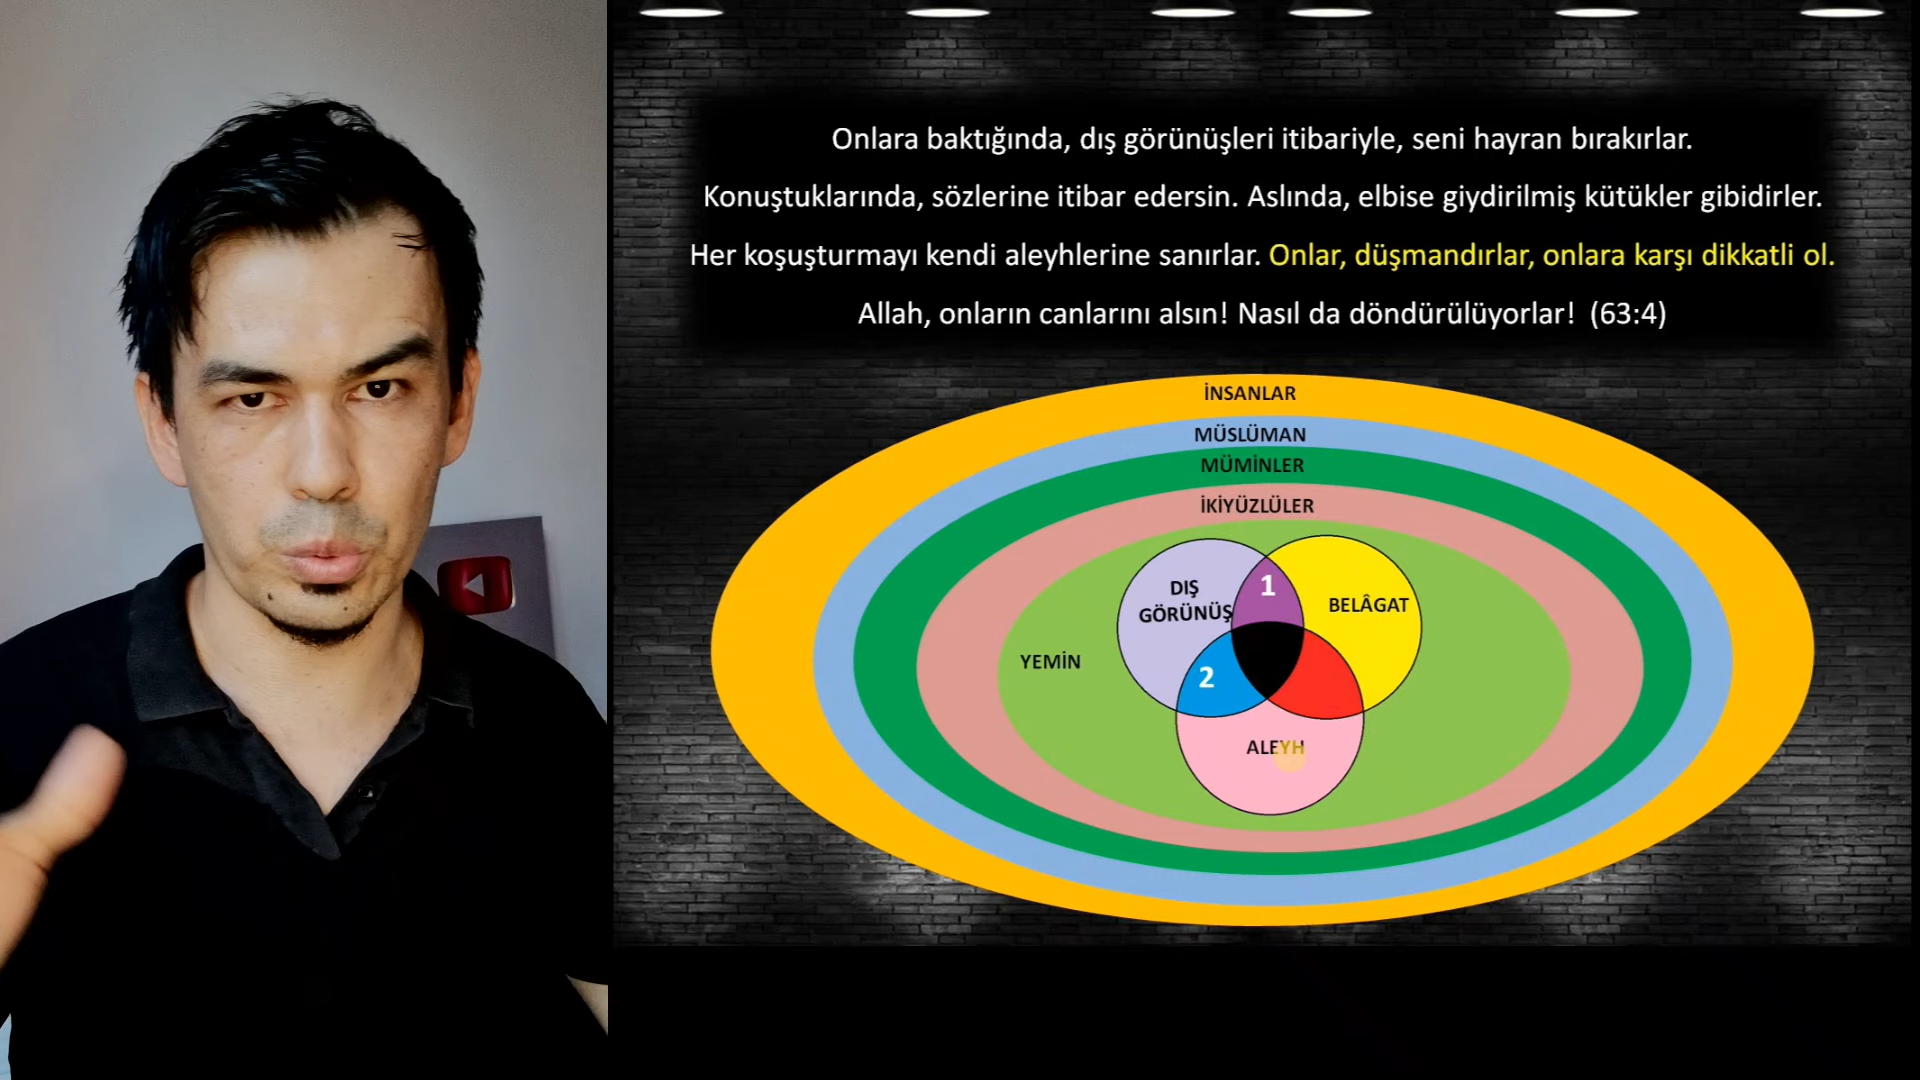 Onlara baktığında, dış görünüşleri itibariyle, seni hayran bırakırlar.
Konuştuklarında, sözlerine itibar edersin. Aslında, elbise giydirilmiş kütükler gibidirler.
Her koşuşturmayı kendi aleyhlerine sanırlar. Onlar, düşmandırlar, onlara karşı dikkatli ol.
Allah, onların canlarını alsın! Nasıl da döndürülüyorlar! (63:4)
İNSANLAR
MÜSLÜMAN
MÜMİNLER
İKİYÜZLÜLER
DIŞ
GÖRÜNÜŞ
1
BELÂGAT
YEMİN
2
ALEYH